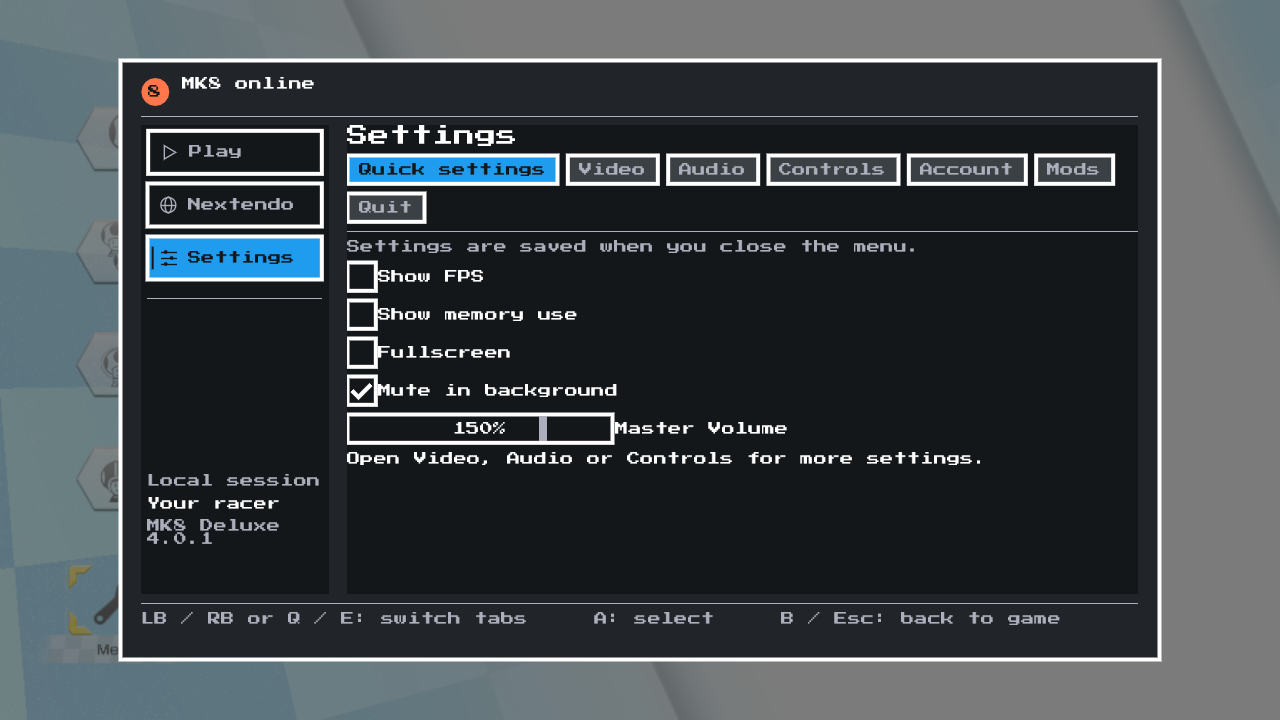 8 MK8 online
Play
Nextendo
Settings
Local session
Your racer
MK8 Deluxe
4.0.1
Settings
Quick settings Video Audio Controls Account Mods
Quit
Settings are saved when you close the menu.
Show FPS
Show memory use
Fullscreen
Mute in background
150% Master Volume
Open Video, Audio or Controls for more settings.
LB / RB or Q / E: switch tabs A: select B / Esc: back to game